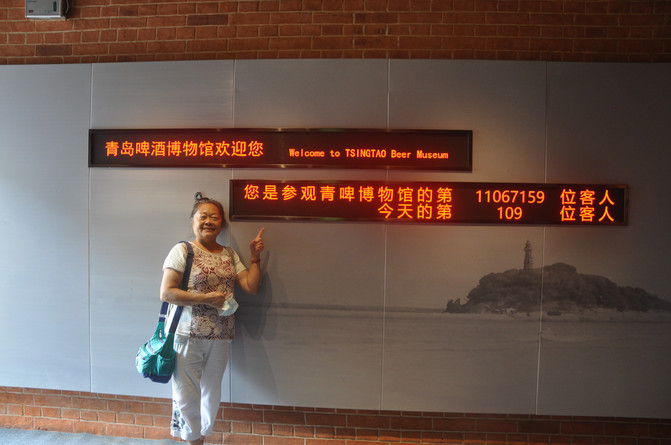 青岛啤酒博物馆欢迎您 Welcome to TSINGTAO Beer Museum
您是参观青啤博物馆的第 11067159 位客人
今天的第 109 位客人